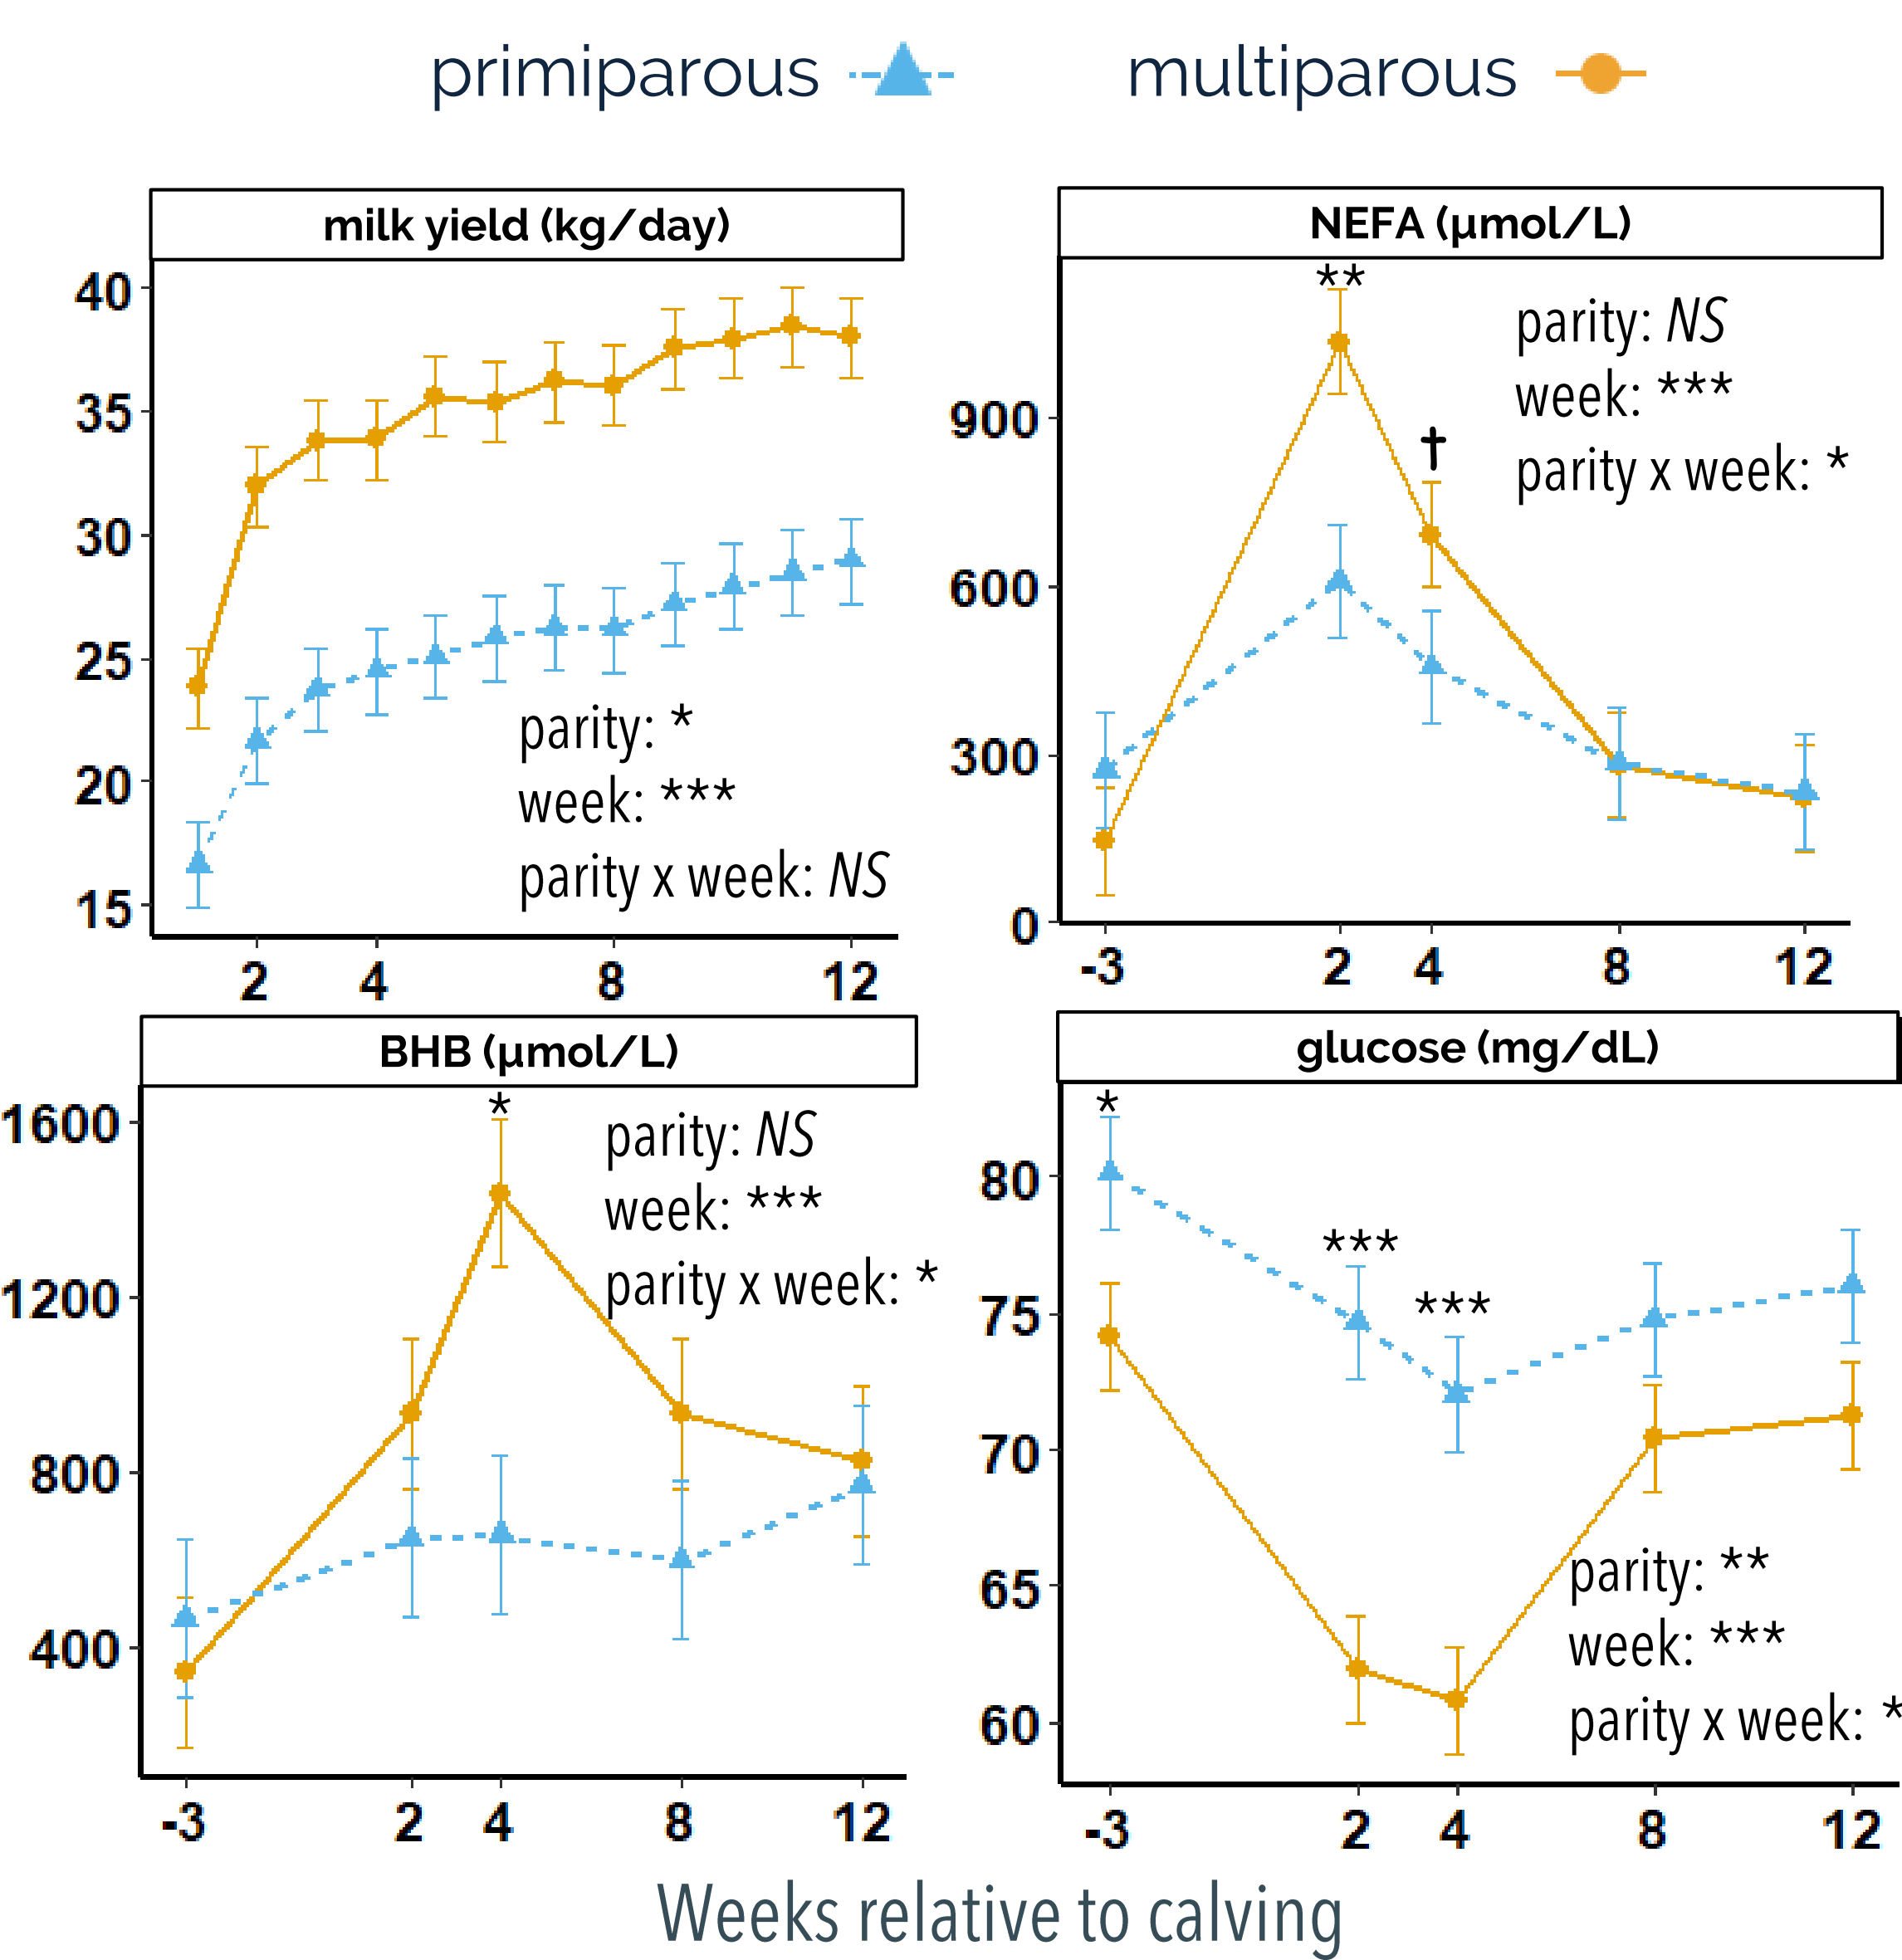 primiparous multiparous
milk yield (kg/day)
40
35
30
25
20
15
parity: *
week: ***
parity x week: NS
2 4 8 12
NEFA (µmol/L)
**
†
parity: NS
week: ***
parity x week: *
900
600
300
0
-3 2 4 8 12
BHB (µmol/L)
*
parity: NS
week: ***
parity x week: *
1600
1200
800
400
-3 2 4 8 12
glucose (mg/dL)
*
***
***
80
75
70
65
60
parity: **
week: ***
parity x week: *
-3 2 4 8 12
Weeks relative to calving